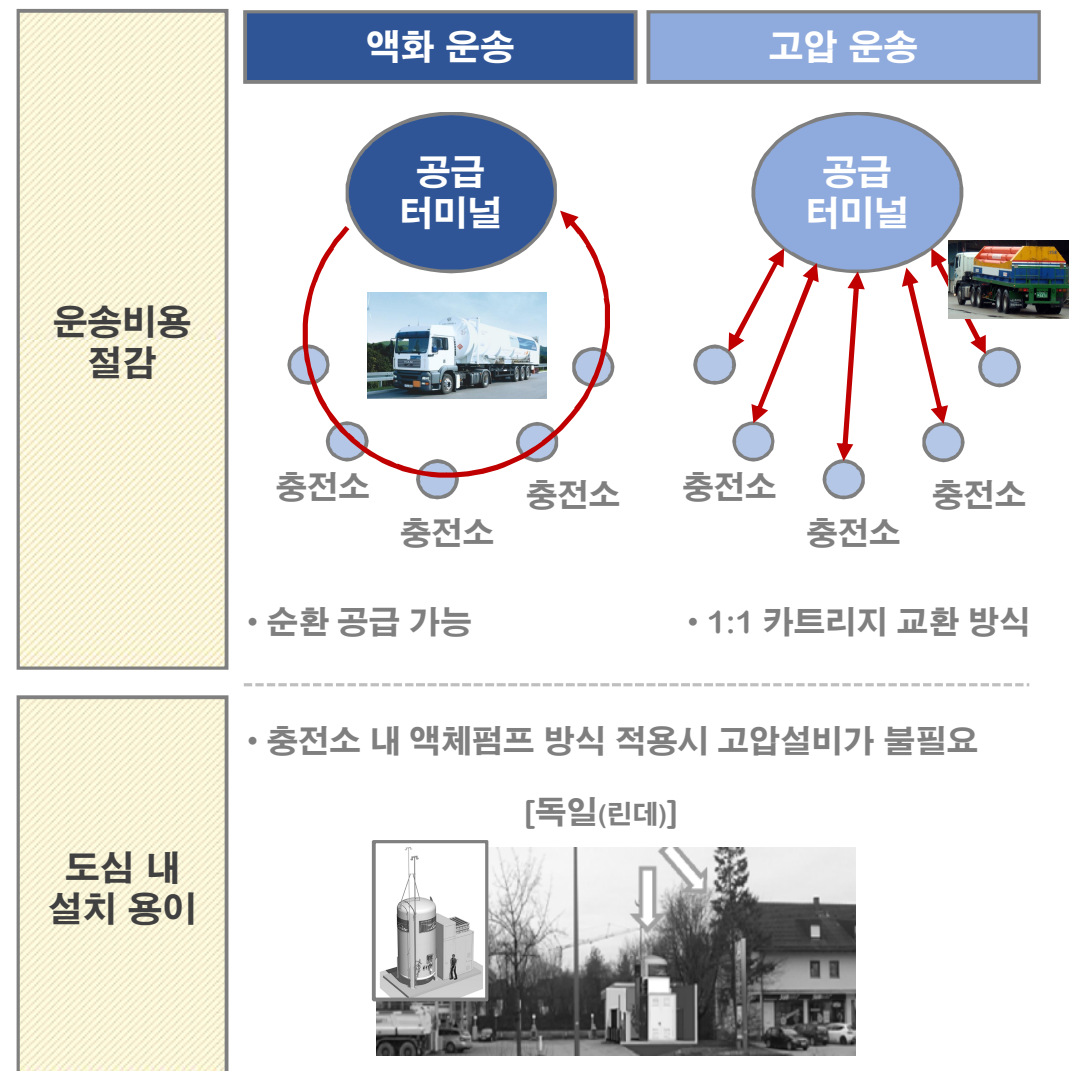 액화 운송
고압 운송
운송비용
절감
공급
터미널
충전소
충전소
충전소
공급
터미널
충전소
충전소
충전소
• 순환 공급 가능
• 1:1 카트리지 교환 방식
도심 내
설치 용이
• 충전소 내 액체펌프 방식 적용시 고압설비가 불필요
[독일(린데)]